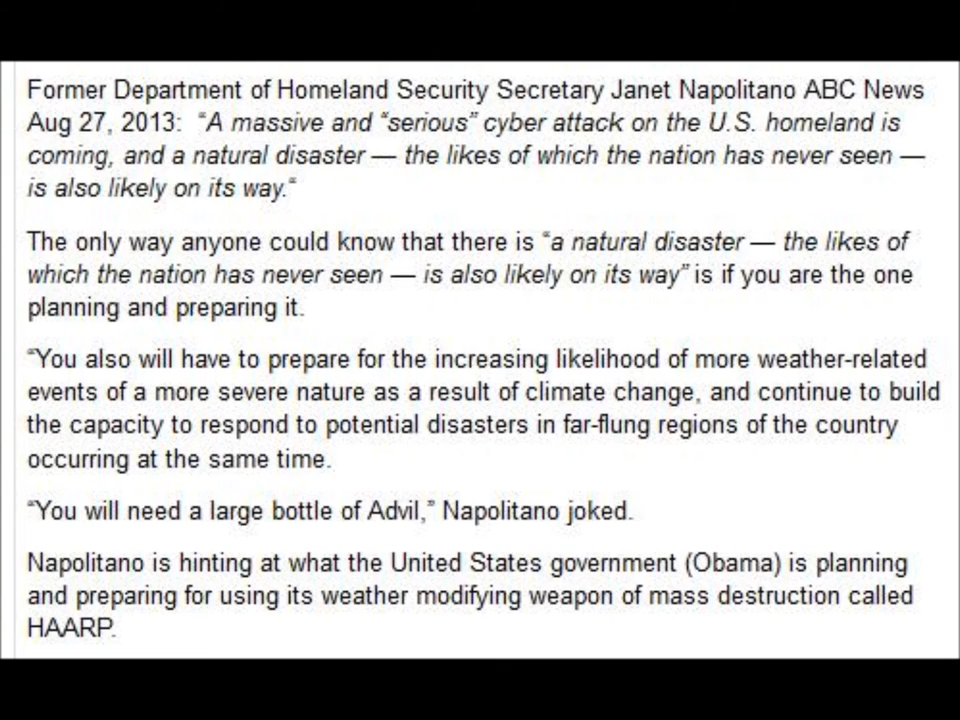 Former Department of Homeland Security Secretary Janet Napolitano ABC News
Aug 27, 2013:  “A massive and “serious” cyber attack on the U.S. homeland is
coming, and a natural disaster — the likes of which the nation has never seen —
is also likely on its way.“
The only way anyone could know that there is “a natural disaster — the likes of
which the nation has never seen — is also likely on its way” is if you are the one
planning and preparing it.
“You also will have to prepare for the increasing likelihood of more weather-related
events of a more severe nature as a result of climate change, and continue to build
the capacity to respond to potential disasters in far-flung regions of the country
occurring at the same time.
“You will need a large bottle of Advil,” Napolitano joked.
Napolitano is hinting at what the United States government (Obama) is planning
and preparing for using its weather modifying weapon of mass destruction called
HAARP.